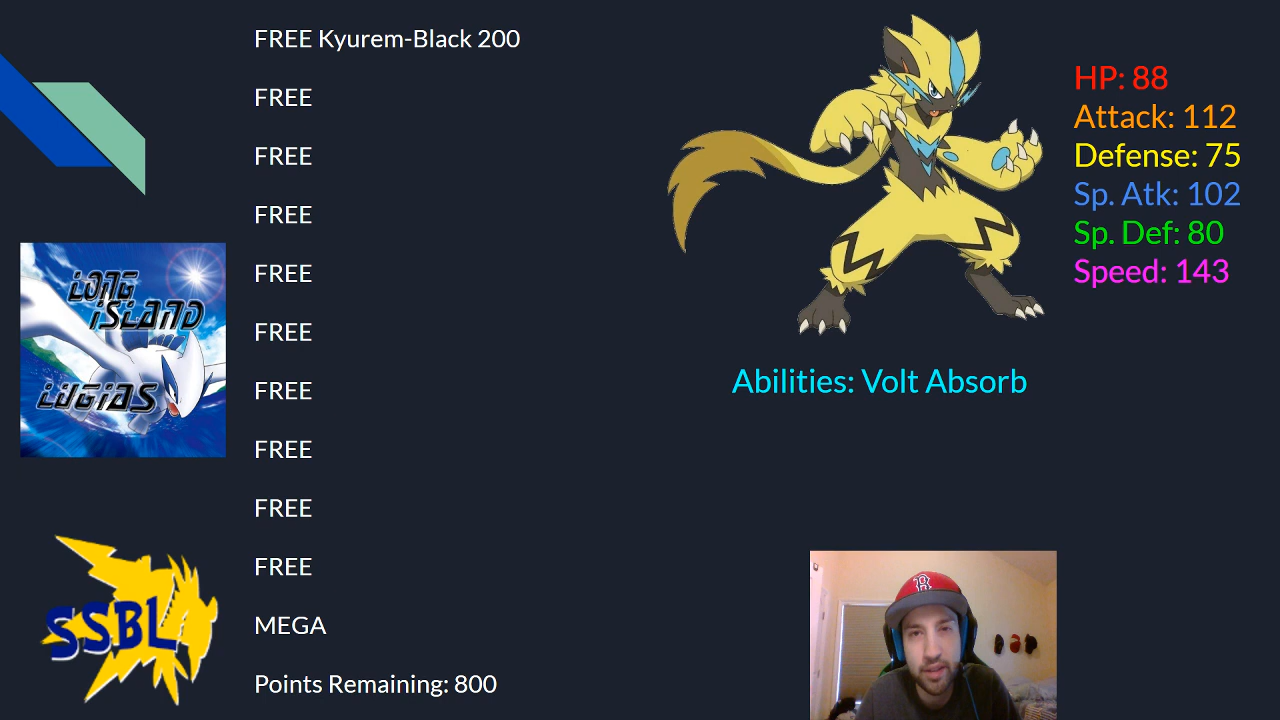 FREE Kyurem-Black 200
FREE
FREE
FREE
FREE
FREE
FREE
FREE
FREE
FREE
MEGA
Points Remaining: 800
LONG
ISLAND
LUGIAS
SSBL
HP: 88
Attack: 112
Defense: 75
Sp. Atk: 102
Sp. Def: 80
Speed: 143
Abilities: Volt Absorb
B